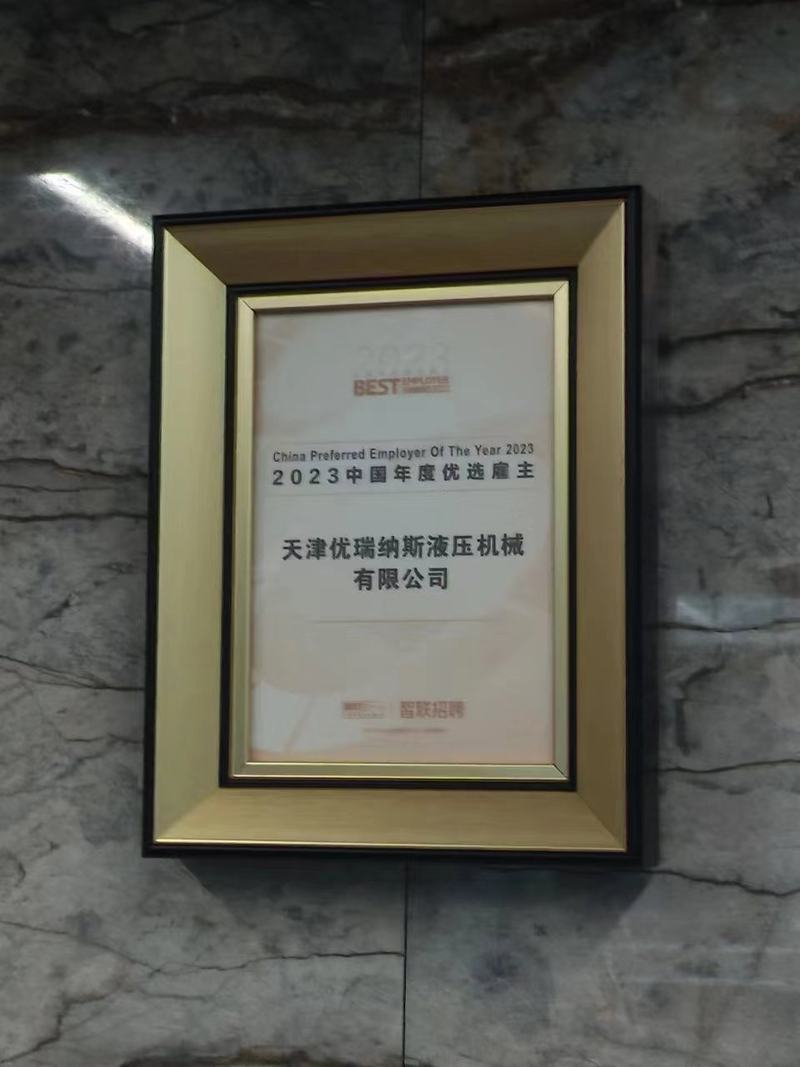 2023
BEST EMPLOYER
China Preferred Employer Of The Year 2023
2023中国年度优选雇主
天津优瑞纳斯液压机械
有限公司
BEST 智联招聘